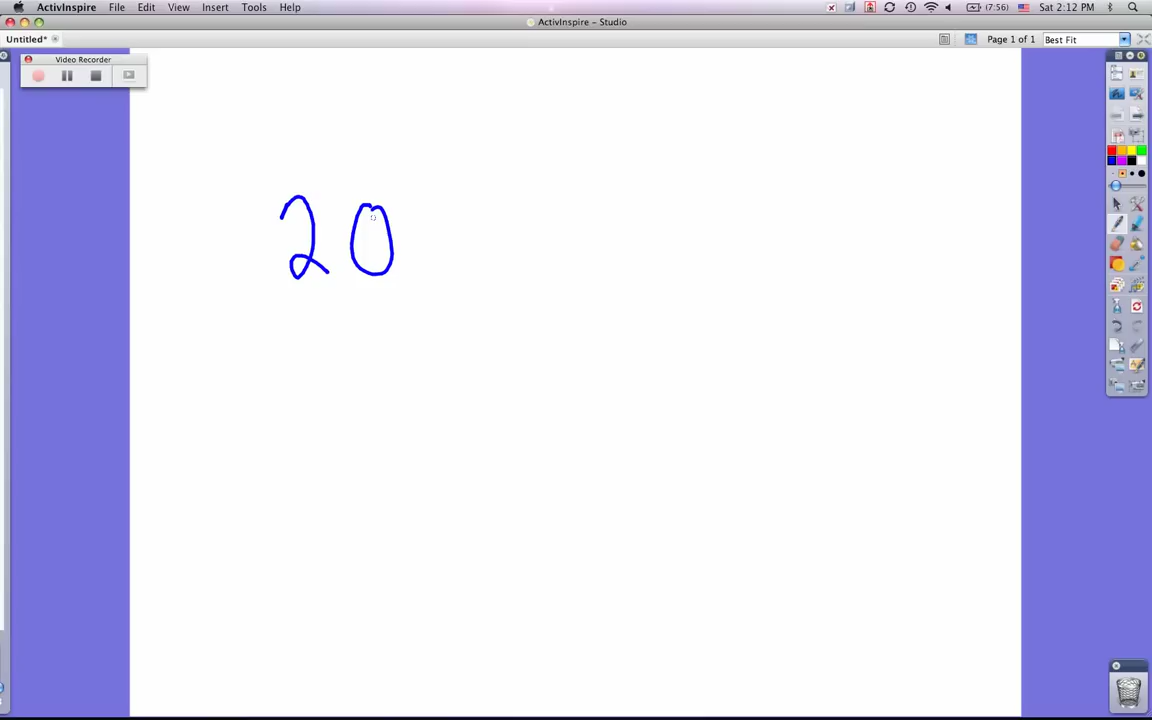 ActivInspire File Edit View Insert Tools Help (7:56) Sat 2:12 PM
ActivInspire – Studio
Untitled* Page 1 of 1 Best Fit
Video Recorder
20